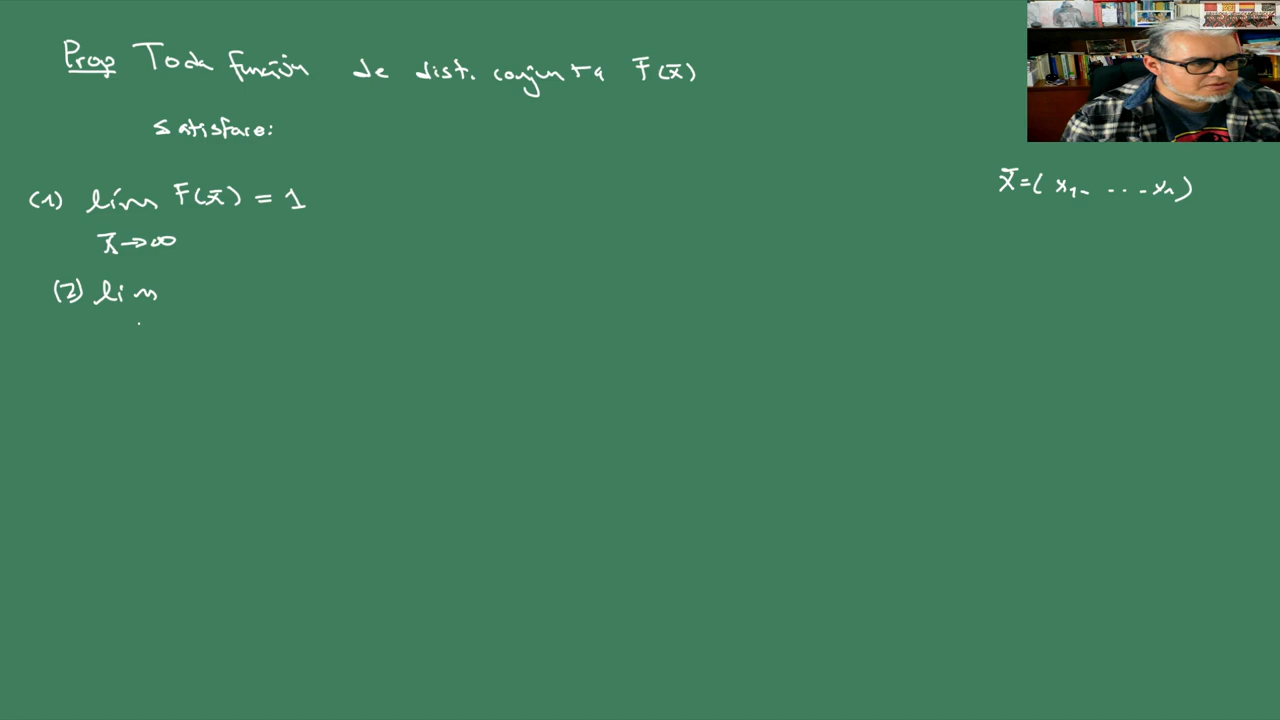 Prop Toda función de dist. conjunta F(x̄)
satisface:
x̄=(x₁,...,xₙ)
(1) lím F(x̄) = 1
x̄→∞
(2) lím